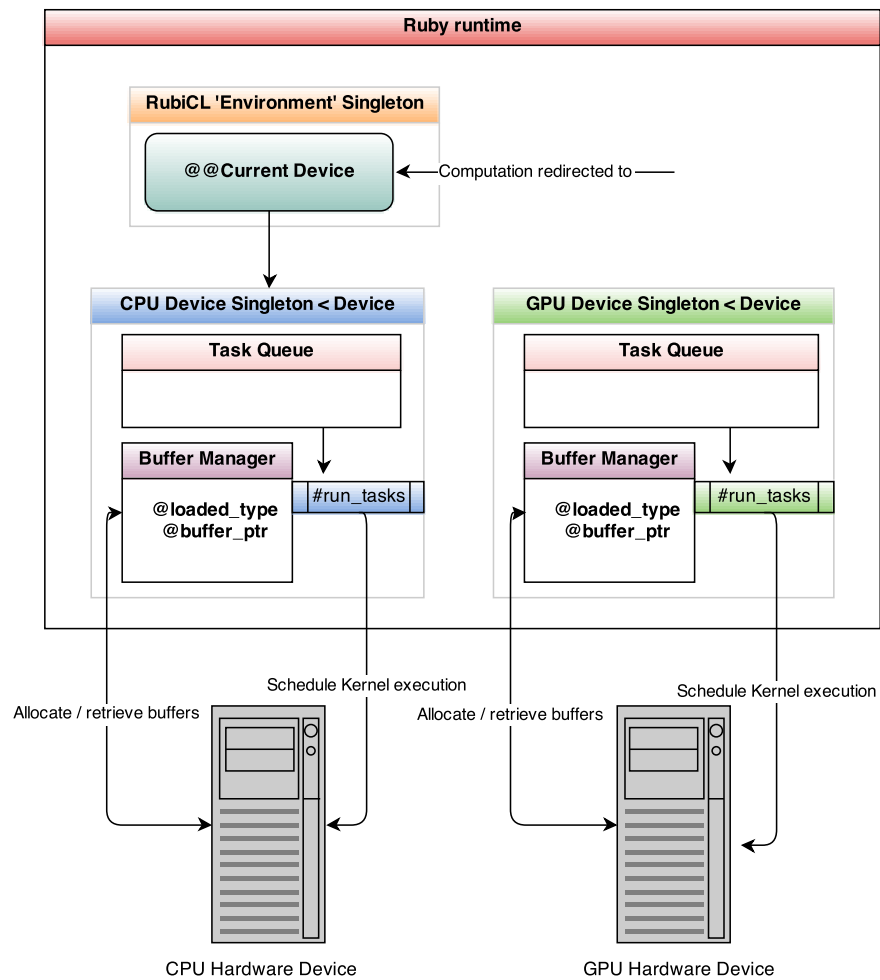 Ruby runtime
RubiCL 'Environment' Singleton
@@Current Device
Computation redirected to
CPU Device Singleton < Device
GPU Device Singleton < Device
Task Queue
Task Queue
Buffer Manager
Buffer Manager
#run_tasks
#run_tasks
@loaded_type
@buffer_ptr
@loaded_type
@buffer_ptr
Schedule Kernel execution
Schedule Kernel execution
Allocate / retrieve buffers
Allocate / retrieve buffers
CPU Hardware Device
GPU Hardware Device